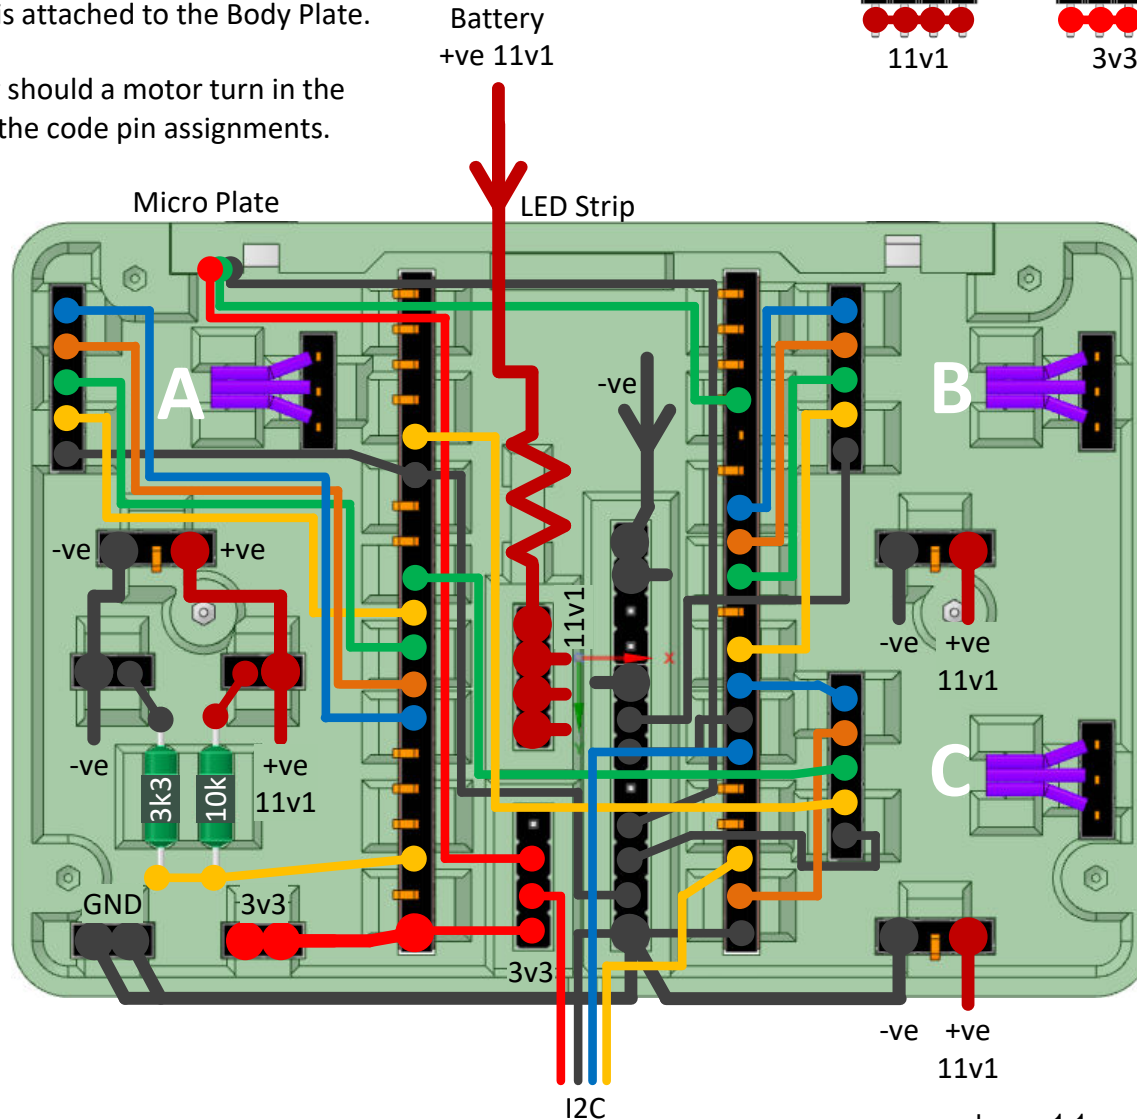 is attached to the Body Plate.
Battery
+ve 11v1
11v1
3v3
should a motor turn in the
the code pin assignments.
Micro Plate
LED Strip
A
-ve
B
-ve
+ve
11v1
x
-ve
+ve
11v1
-ve
3k3
10k
+ve
11v1
C
GND
3v3
3v3
-ve
+ve
11v1
I2C